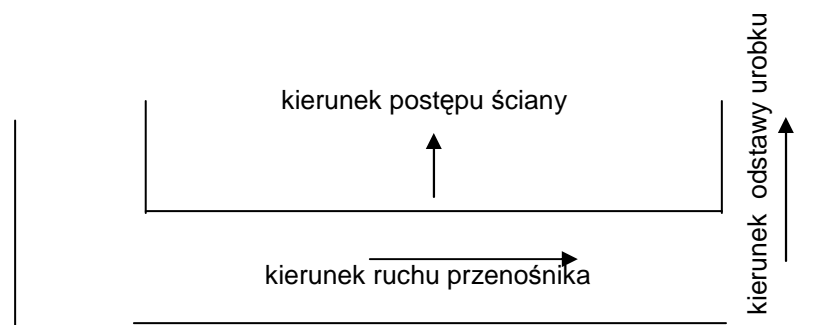 kierunek postępu ściany
kierunek ruchu przenośnika
kierunek odstawy urobku